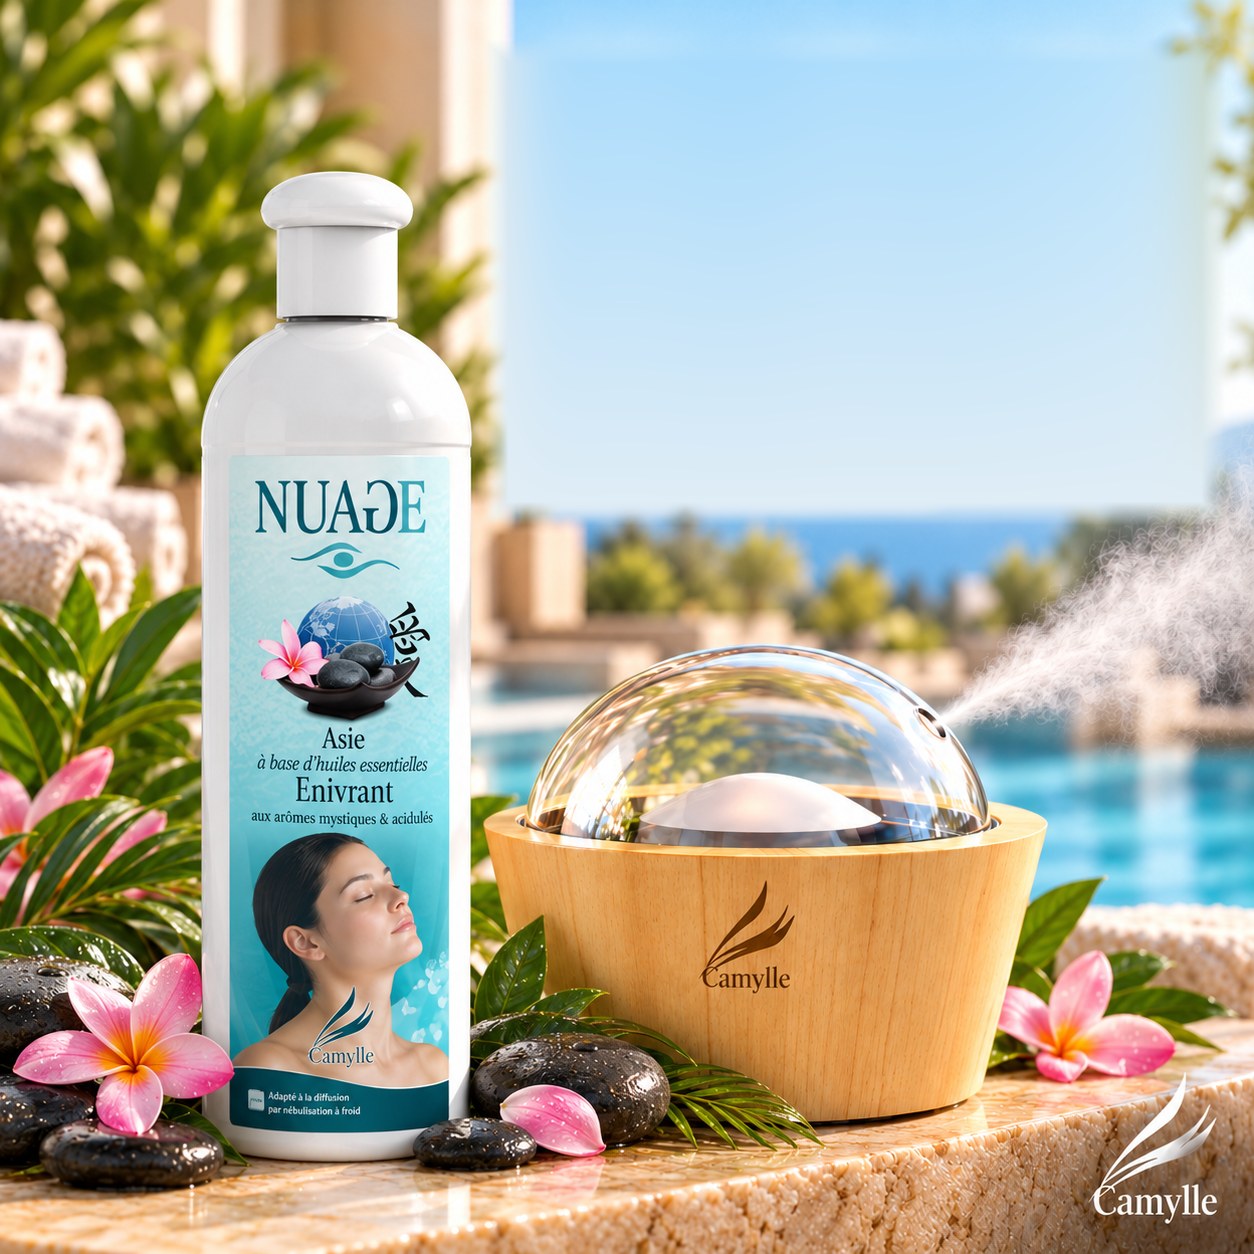 NUAGE
愛
Asie
à base d'huiles essentielles
Enivrant
aux arômes mystiques & acidulés
Camylle
Adapté à la diffusion
par nébulisation à froid
Camylle
Camylle